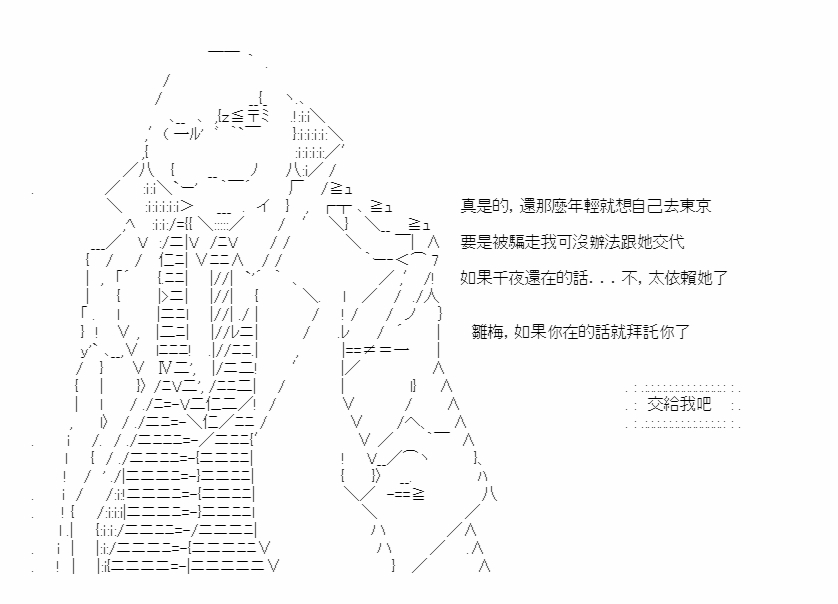 真是的，還那麼年輕就想自己去東京
要是被騙走我可沒辦法跟她交代
如果千夜還在的話...不，太依賴她了
雛梅，如果你在的話就拜託你了
交給我吧